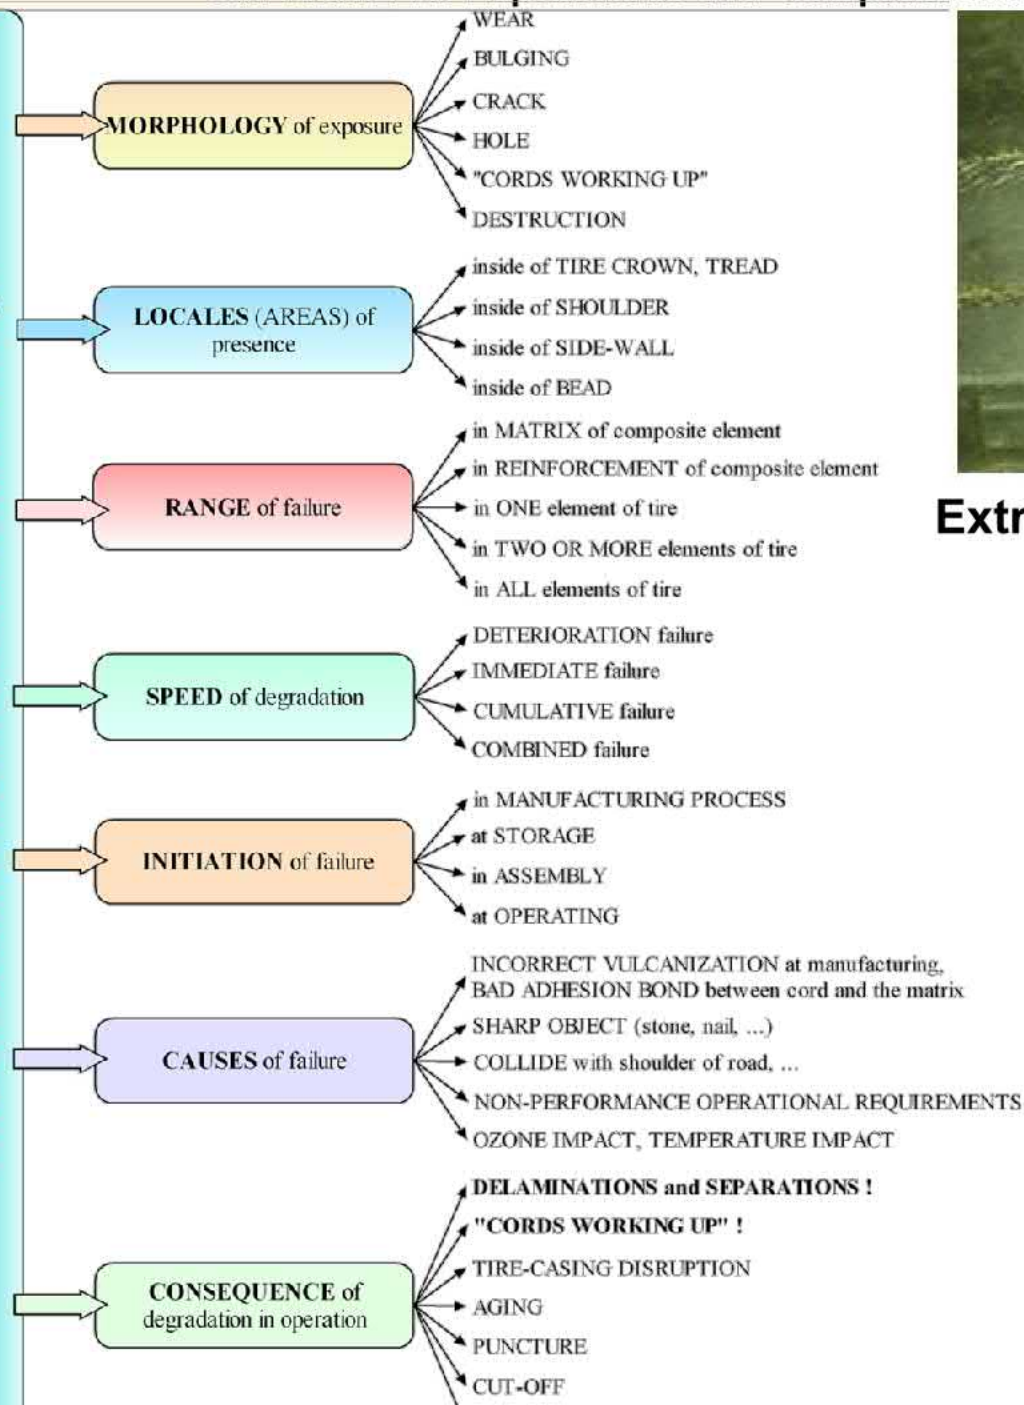 WEAR
BULGING
CRACK
MORPHOLOGY of exposure
HOLE
"CORDS WORKING UP"
DESTRUCTION
inside of TIRE CROWN, TREAD
inside of SHOULDER
LOCALES (AREAS) of
presence
inside of SIDE-WALL
inside of BEAD
in MATRIX of composite element
in REINFORCEMENT of composite element
RANGE of failure
in ONE element of tire
in TWO OR MORE elements of tire
in ALL elements of tire
Extr
DETERIORATION failure
IMMEDIATE failure
SPEED of degradation
CUMULATIVE failure
COMBINED failure
in MANUFACTURING PROCESS
at STORAGE
INITIATION of failure
in ASSEMBLY
at OPERATING
INCORRECT VULCANIZATION at manufacturing,
BAD ADHESION BOND between cord and the matrix
SHARP OBJECT (stone, nail, ...)
CAUSES of failure
COLLIDE with shoulder of road, ...
NON-PERFORMANCE OPERATIONAL REQUIREMENTS
OZONE IMPACT, TEMPERATURE IMPACT
DELAMINATIONS and SEPARATIONS !
"CORDS WORKING UP" !
TIRE-CASING DISRUPTION
CONSEQUENCE of
degradation in operation
AGING
PUNCTURE
CUT-OFF